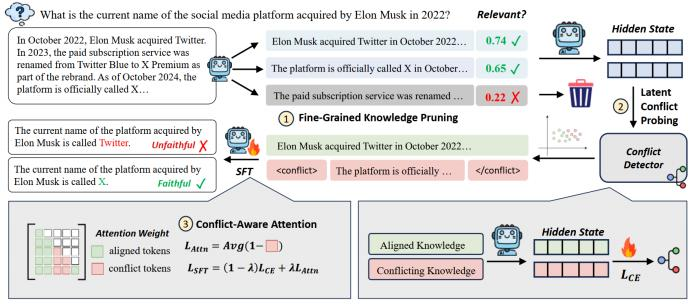 What is the current name of the social media platform acquired by Elon Musk in 2022?
Relevant?
In October 2022, Elon Musk acquired Twitter.
In 2023, the paid subscription service was
renamed from Twitter Blue to X Premium as
part of the rebrand. As of October 2024, the
platform is officially called X…
Elon Musk acquired Twitter in October 2022…
0.74 ✓
The platform is officially called X in October…
0.65 ✓
The paid subscription service was renamed …
0.22 ✗
Hidden State
2 Latent
Conflict
Probing
1 Fine-Grained Knowledge Pruning
The current name of the platform acquired by
Elon Musk is called Twitter. Unfaithful ✗
The current name of the platform acquired by
Elon Musk is called X. Faithful ✓
SFT
Elon Musk acquired Twitter in October 2022…
<conflict> The platform is officially … </conflict>
Conflict
Detector
Attention Weight
aligned tokens
conflict tokens
3 Conflict-Aware Attention
L_Attn = Avg(1− )
L_SFT = (1 − λ)L_CE + λL_Attn
Hidden State
Aligned Knowledge
Conflicting Knowledge
L_CE